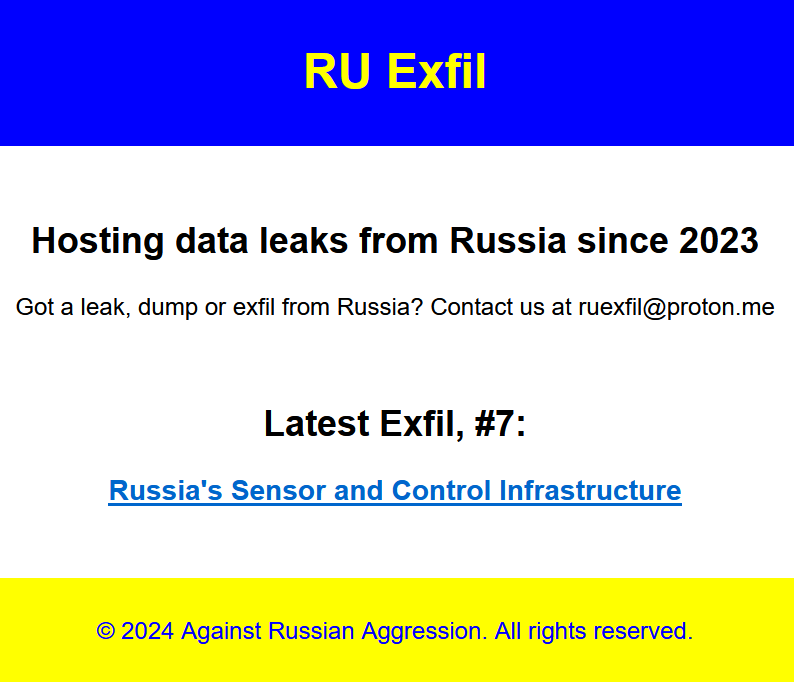 RU Exfil
Hosting data leaks from Russia since 2023
Got a leak, dump or exfil from Russia? Contact us at ruexfil@proton.me
Latest Exfil, #7:
Russia's Sensor and Control Infrastructure
© 2024 Against Russian Aggression. All rights reserved.